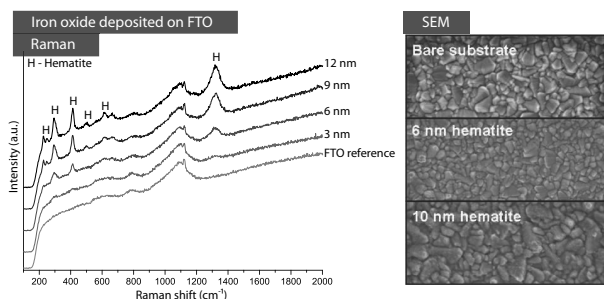 Iron oxide deposited on FTO
Raman
H - Hematite
H
H
H
H
H
H
12 nm
9 nm
6 nm
3 nm
FTO reference
Intensity (a.u.)
200 400 600 800 1000 1200 1400 1600 1800 2000
Raman shift (cm⁻¹)
SEM
Bare substrate
6 nm hematite
10 nm hematite